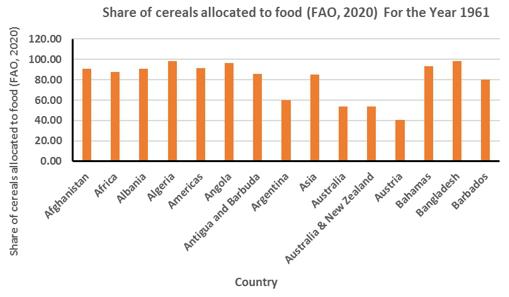 Share of cereals allocated to food (FAO, 2020) For the Year 1961
Share of cereals allocated to food (FAO, 2020)
120.00
100.00
80.00
60.00
40.00
20.00
0.00
Afghanistan
Africa
Albania
Algeria
Americas
Angola
Antigua and Barbuda
Argentina
Asia
Australia
Australia & New Zealand
Austria
Bahamas
Bangladesh
Barbados
Country